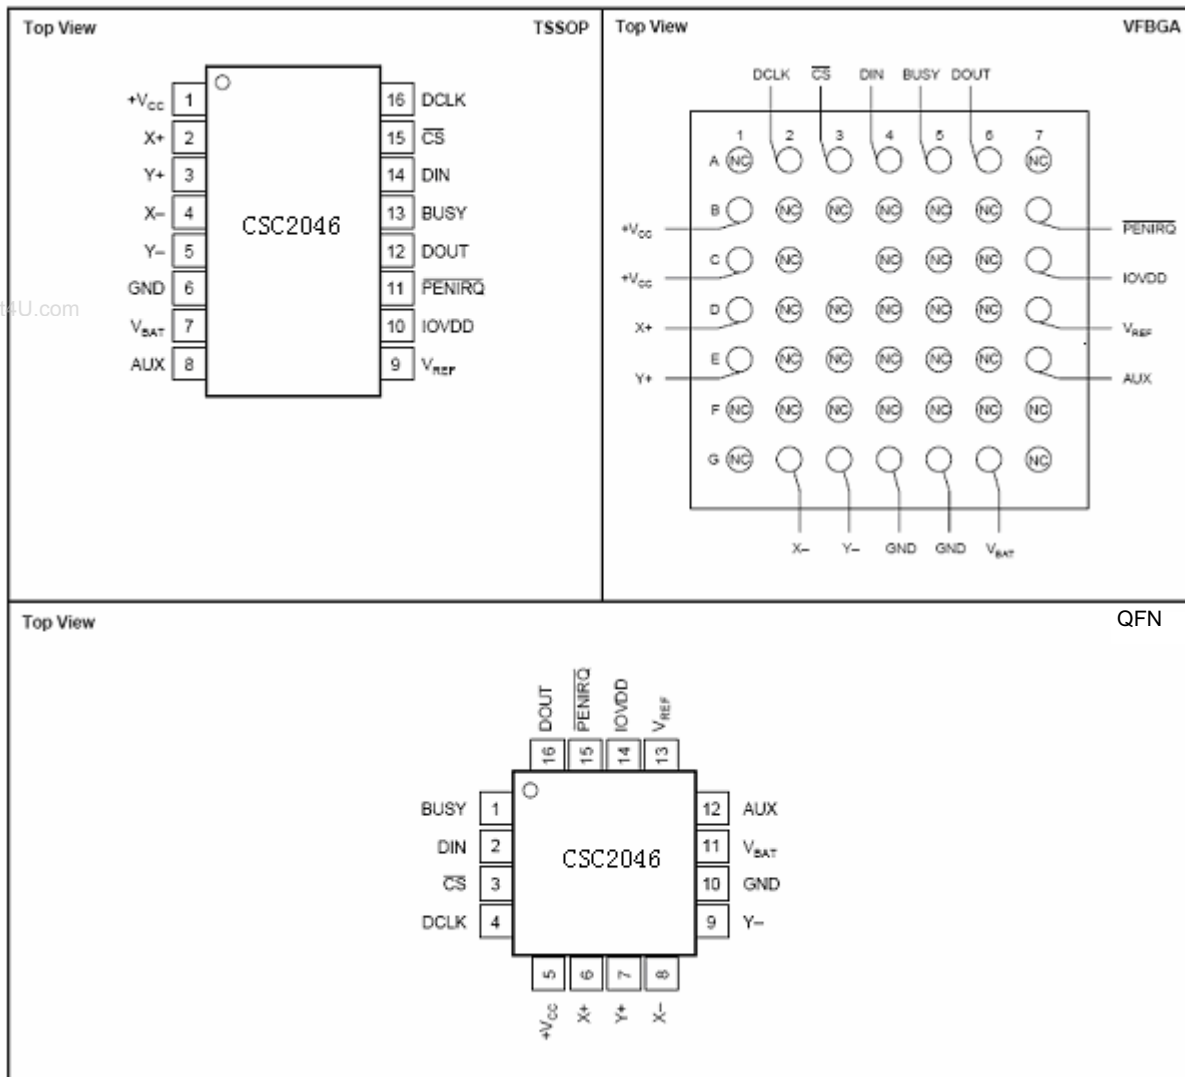 Top View TSSOP
+VCC 1 16 DCLK
X+ 2 15 CS
Y+ 3 14 DIN
X– 4 13 BUSY
Y– 5 12 DOUT
GND 6 11 PENIRQ
VBAT 7 10 IOVDD
AUX 8 9 VREF
CSC2046
t4U.com
Top View VFBGA
DCLK CS DIN BUSY DOUT
1 2 3 4 5 6 7
A NC NC
B NC NC NC NC NC
+VCC PENIRQ
C NC NC NC NC
+VCC IOVDD
D NC NC NC NC NC
X+ VREF
E NC NC NC NC NC
Y+ AUX
F NC NC NC NC NC NC NC
G NC NC
X– Y– GND GND VBAT
Top View QFN
DOUT PENIRQ IOVDD VREF
16 15 14 13
BUSY 1 12 AUX
DIN 2 11 VBAT
CS 3 10 GND
DCLK 4 9 Y–
CSC2046
5 6 7 8
+VCC X+ Y+ X–